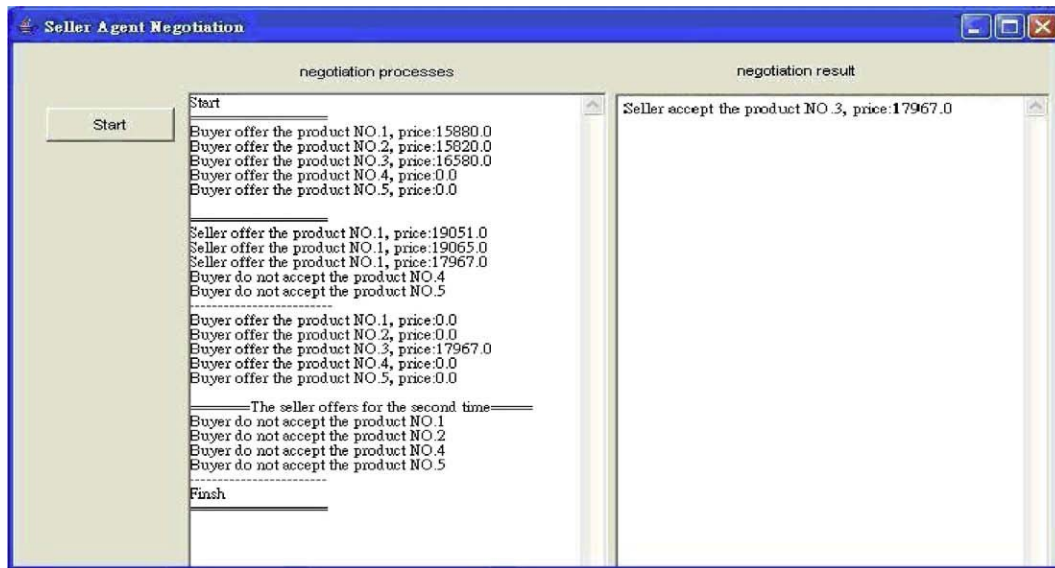 Seller Agent Negotiation
negotiation processes
negotiation result
Start
Start
Buyer offer the product NO.1, price:15880.0
Buyer offer the product NO.2, price:15820.0
Buyer offer the product NO.3, price:16580.0
Buyer offer the product NO.4, price:0.0
Buyer offer the product NO.5, price:0.0
Seller offer the product NO.1, price:19051.0
Seller offer the product NO.1, price:19065.0
Seller offer the product NO.1, price:17967.0
Buyer do not accept the product NO.4
Buyer do not accept the product NO.5
-------------------------
Buyer offer the product NO.1, price:0.0
Buyer offer the product NO.2, price:0.0
Buyer offer the product NO.3, price:17967.0
Buyer offer the product NO.4, price:0.0
Buyer offer the product NO.5, price:0.0
======The seller offers for the second time=====
Buyer do not accept the product NO.1
Buyer do not accept the product NO.2
Buyer do not accept the product NO.4
Buyer do not accept the product NO.5
-------------------------
Finsh
Seller accept the product NO.3, price:17967.0